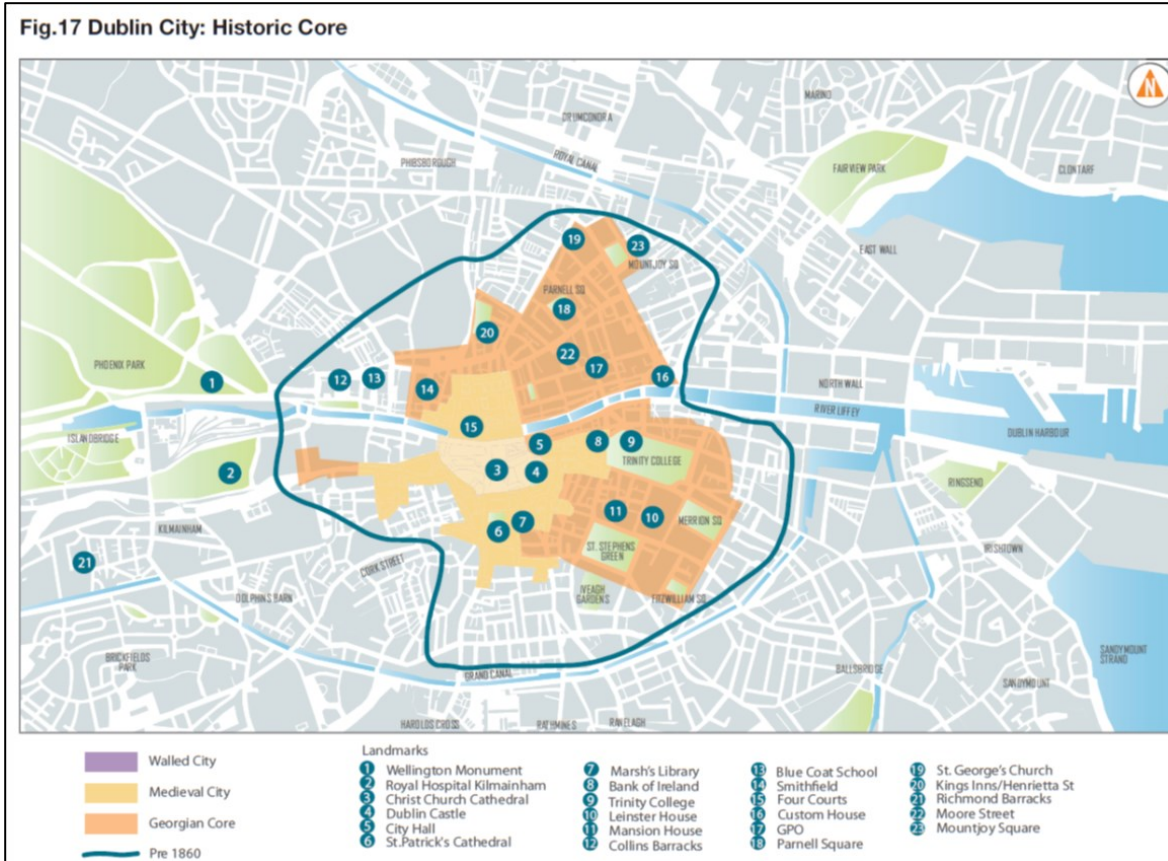 Fig.17 Dublin City: Historic Core
N
MARINO
DRUMCONDRA
ROYAL CANAL
PHIBSBOROUGH
FAIRVIEW PARK
CLONTARF
EAST WALL
19
23
MOUNTJOY SQ
PARNELL SQ
18
20
22
17
16
PHOENIX PARK
1
12
13
14
NORTH WALL
RIVER LIFFEY
DUBLIN HARBOUR
ISLANDBRIDGE
15
5
8
9
TRINITY COLLEGE
3
4
2
RINGSEND
11
10
MERRION SQ
KILMAINHAM
6
7
ST. STEPHENS
GREEN
IRISHTOWN
21
CORK STREET
DOLPHINS BARN
IVEAGH
GARDENS
FITZWILLIAM SQ
BRICKFIELDS
PARK
GRAND CANAL
BALLSBRIDGE
SANDYMOUNT
STRAND
SANDYMOUNT
HAROLDS CROSS
RATHMINES
RANELAGH
Walled City
Medieval City
Georgian Core
Pre 1860
Landmarks
1 Wellington Monument
2 Royal Hospital Kilmainham
3 Christ Church Cathedral
4 Dublin Castle
5 City Hall
6 St.Patrick's Cathedral
7 Marsh's Library
8 Bank of Ireland
9 Trinity College
10 Leinster House
11 Mansion House
12 Collins Barracks
13 Blue Coat School
14 Smithfield
15 Four Courts
16 Custom House
17 GPO
18 Parnell Square
19 St. George's Church
20 Kings Inns/Henrietta St
21 Richmond Barracks
22 Moore Street
23 Mountjoy Square